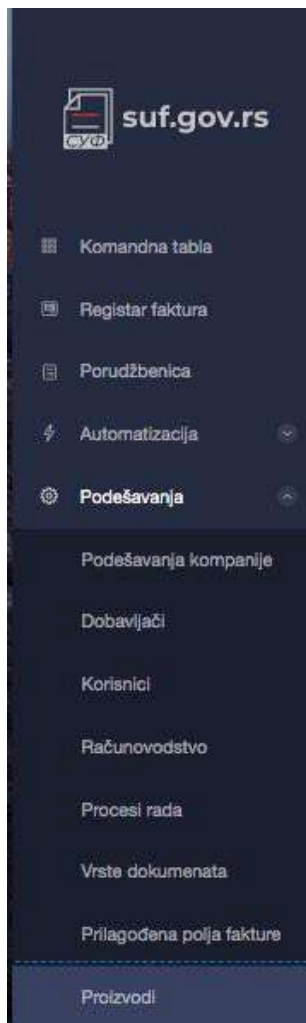 СУФ
suf.gov.rs
Komandna tabla
Registar faktura
Porudžbenica
Automatizacija
Podešavanja
Podešavanja kompanije
Dobavljači
Korisnici
Računovodstvo
Procesi rada
Vrste dokumenata
Prilagođena polja fakture
Proizvodi